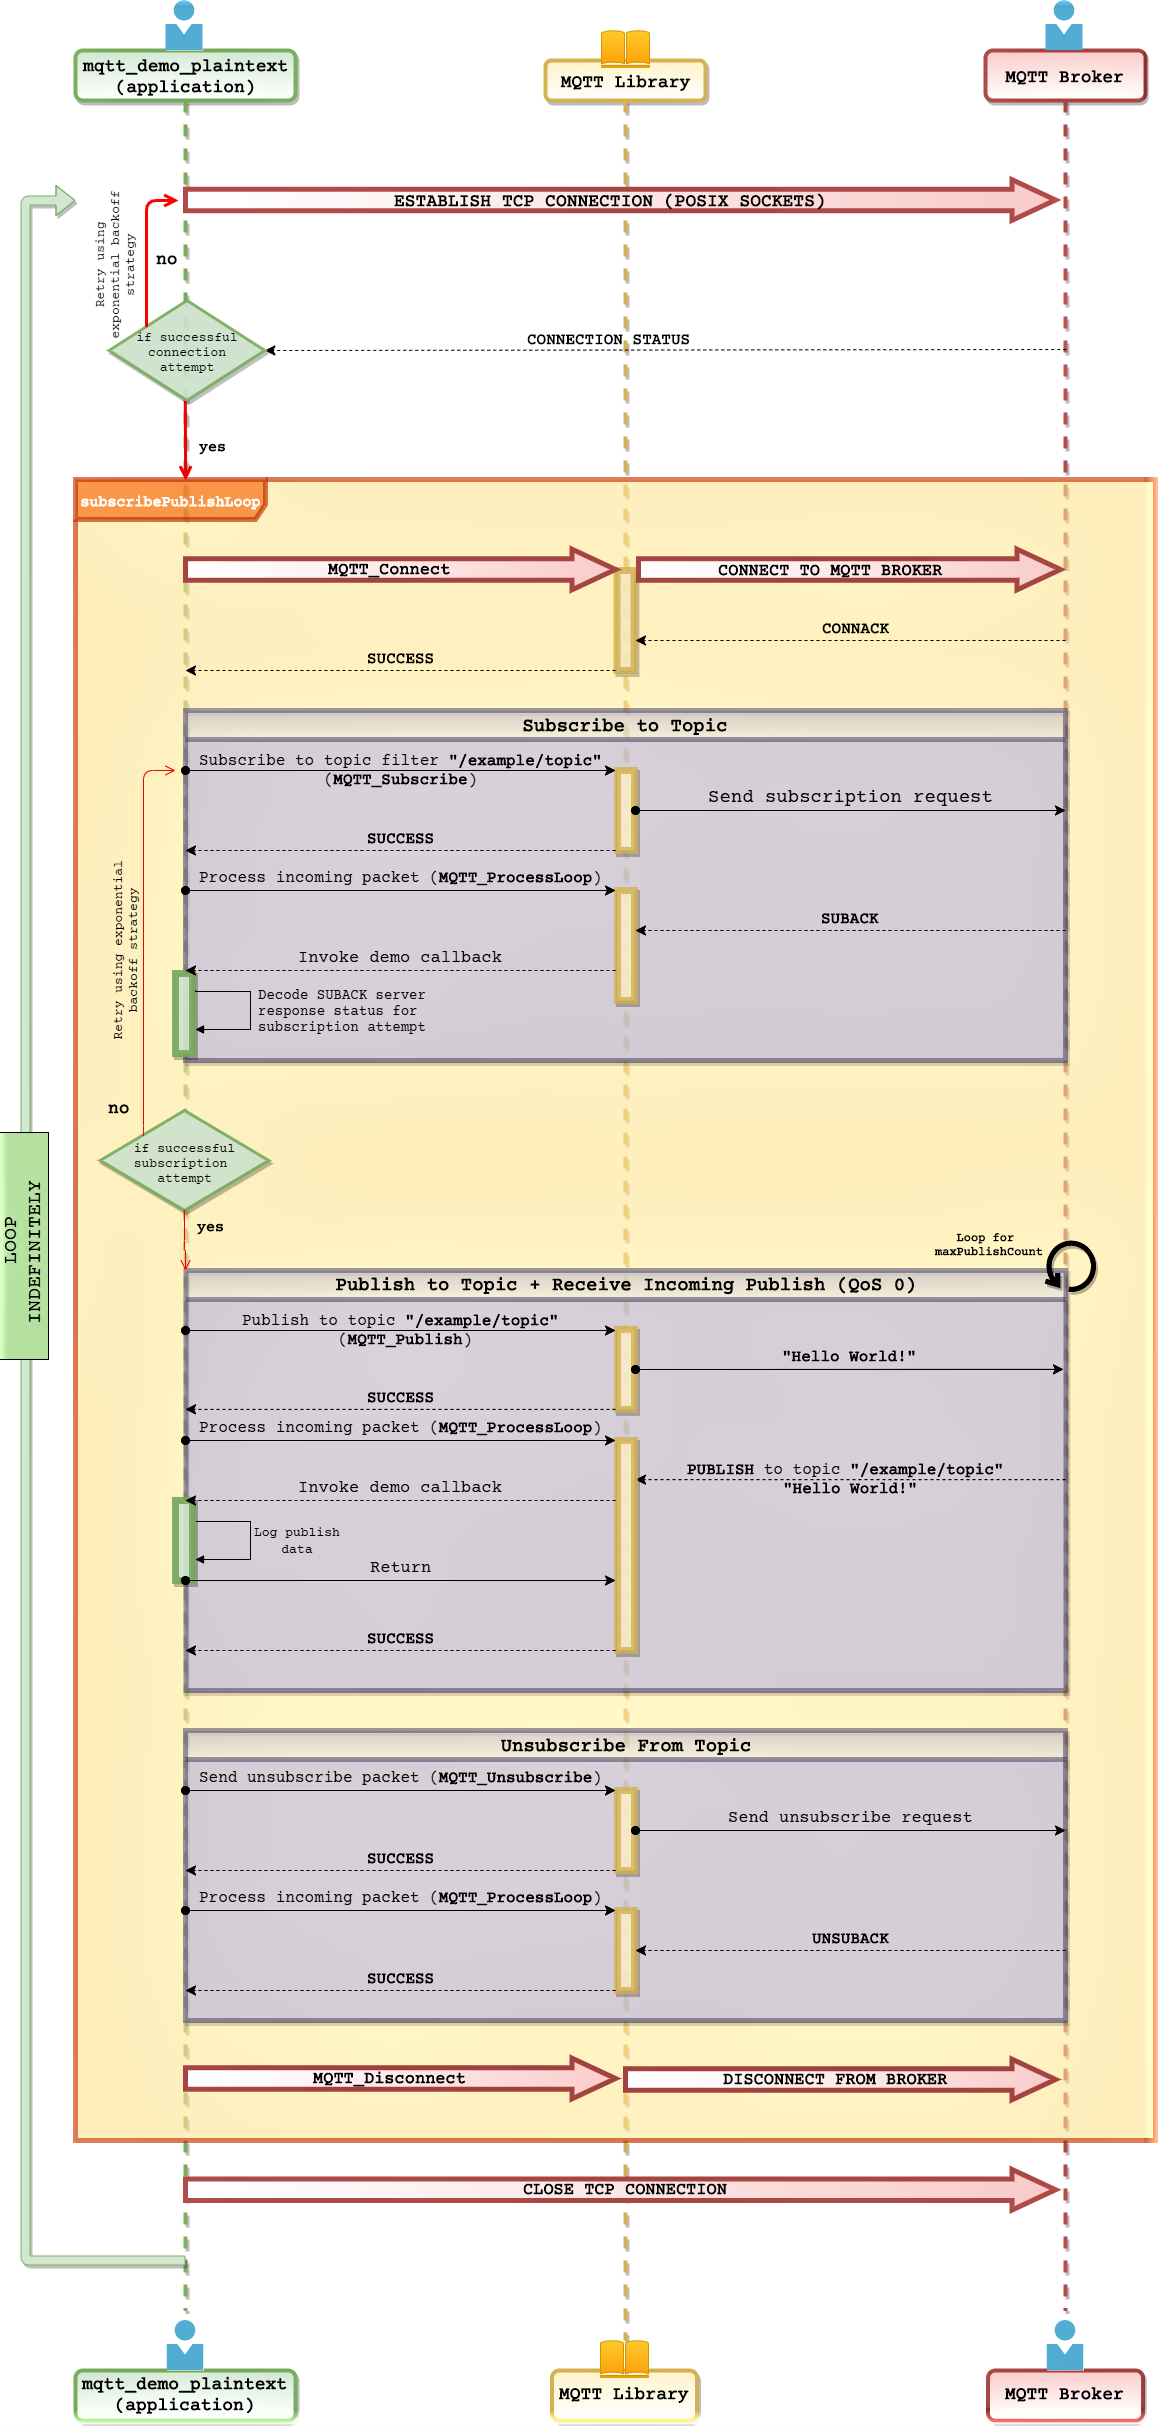 mqtt_demo_plaintext
(application)
MQTT Library
MQTT Broker
ESTABLISH TCP CONNECTION (POSIX SOCKETS)
Retry using
exponential backoff
strategy
no
if successful
connection
attempt
CONNECTION STATUS
yes
subscribePublishLoop
MQTT_Connect
CONNECT TO MQTT BROKER
CONNACK
SUCCESS
Subscribe to Topic
Subscribe to topic filter "/example/topic"
(MQTT_Subscribe)
Send subscription request
SUCCESS
Process incoming packet (MQTT_ProcessLoop)
SUBACK
Invoke demo callback
Decode SUBACK server
response status for
subscription attempt
Retry using exponential
backoff strategy
no
if successful
subscription
attempt
yes
LOOP
INDEFINITELY
Loop for
maxPublishCount
Publish to Topic + Receive Incoming Publish (QoS 0)
Publish to topic "/example/topic"
(MQTT_Publish)
"Hello World!"
SUCCESS
Process incoming packet (MQTT_ProcessLoop)
PUBLISH to topic "/example/topic"
"Hello World!"
Invoke demo callback
Log publish
data
Return
SUCCESS
Unsubscribe From Topic
Send unsubscribe packet (MQTT_Unsubscribe)
Send unsubscribe request
SUCCESS
Process incoming packet (MQTT_ProcessLoop)
UNSUBACK
SUCCESS
MQTT_Disconnect
DISCONNECT FROM BROKER
CLOSE TCP CONNECTION
mqtt_demo_plaintext
(application)
MQTT Library
MQTT Broker